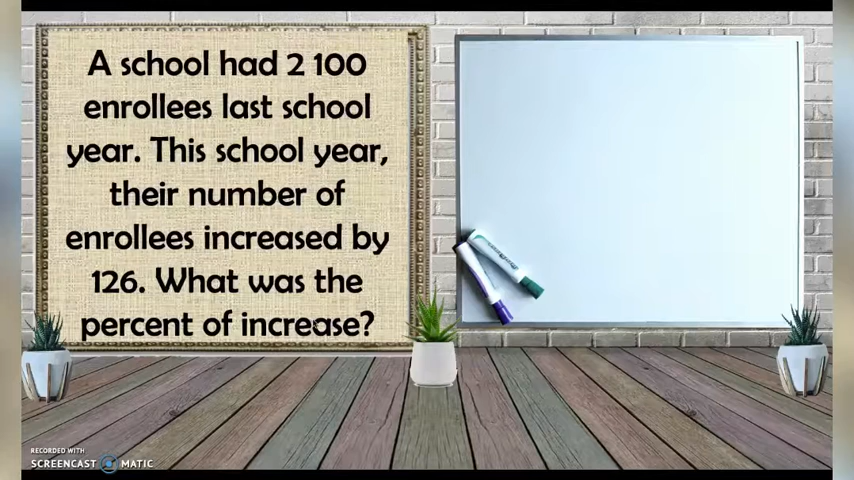 A school had 2 100
enrollees last school
year. This school year,
their number of
enrollees increased by
126. What was the
percent of increase?
RECORDED WITH
SCREENCAST MATIC